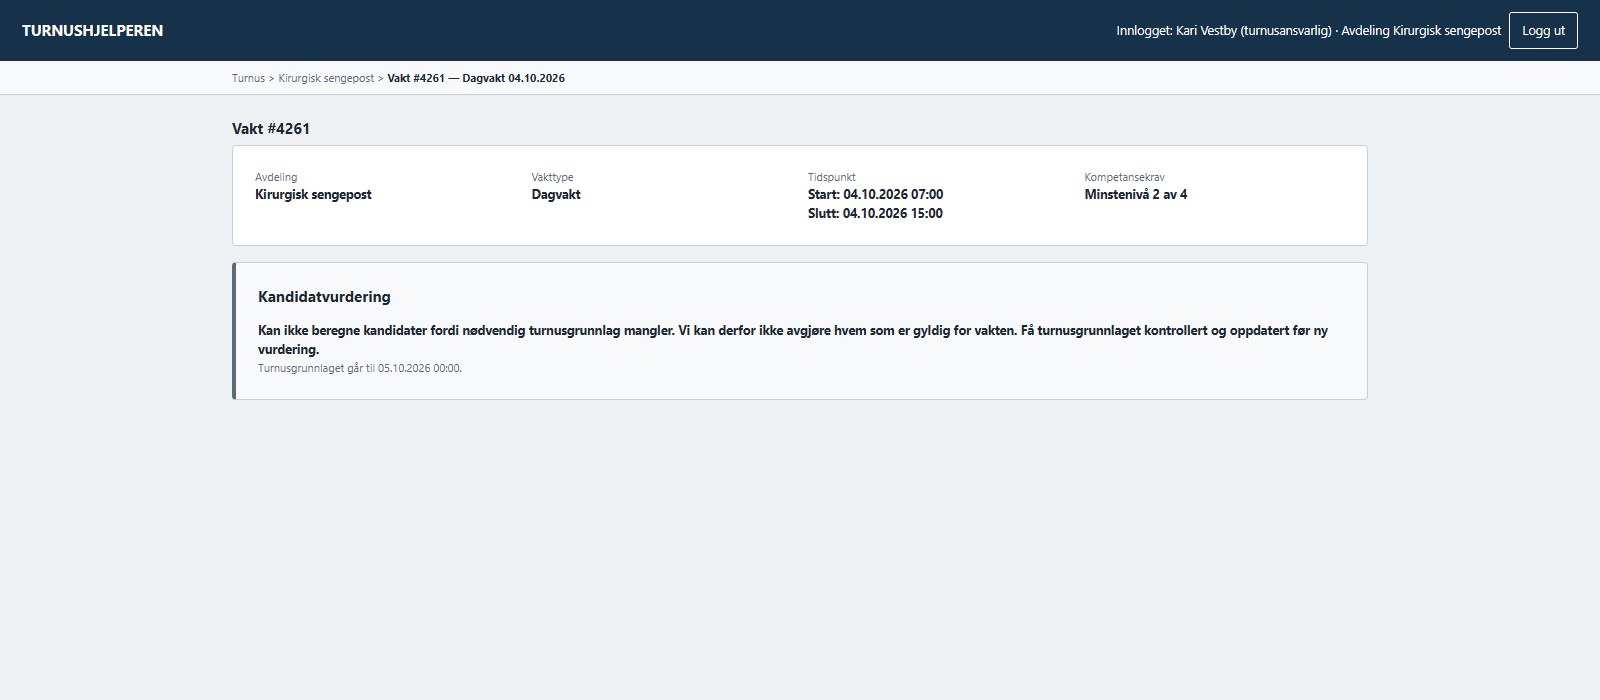 TURNUSHJELPEREN
Innlogget: Kari Vestby (turnusansvarlig) · Avdeling Kirurgisk sengepost
Logg ut
Turnus > Kirurgisk sengepost > Vakt #4261 — Dagvakt 04.10.2026
Vakt #4261
Avdeling
Kirurgisk sengepost
Vakttype
Dagvakt
Tidspunkt
Start: 04.10.2026 07:00
Slutt: 04.10.2026 15:00
Kompetansekrav
Minstenivå 2 av 4
Kandidatvurdering
Kan ikke beregne kandidater fordi nødvendig turnusgrunnlag mangler. Vi kan derfor ikke avgjøre hvem som er gyldig for vakten. Få turnusgrunnlaget kontrollert og oppdatert før ny
vurdering.
Turnusgrunnlaget går til 05.10.2026 00:00.